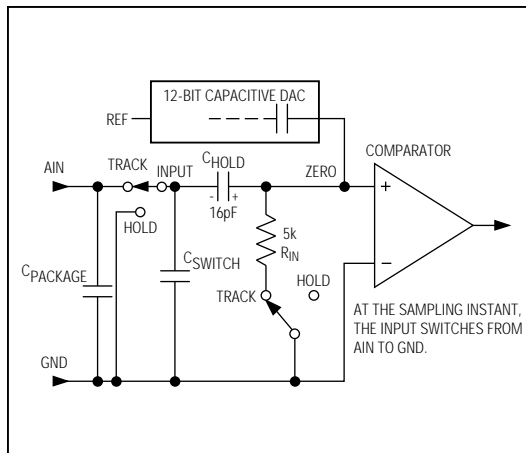 12-BIT CAPACITIVE DAC
REF
COMPARATOR
AIN
TRACK
INPUT
CHOLD
ZERO
- +
16pF
+
HOLD
5k
RIN
CPACKAGE
CSWITCH
HOLD
TRACK
−
AT THE SAMPLING INSTANT,
THE INPUT SWITCHES FROM
AIN TO GND.
GND